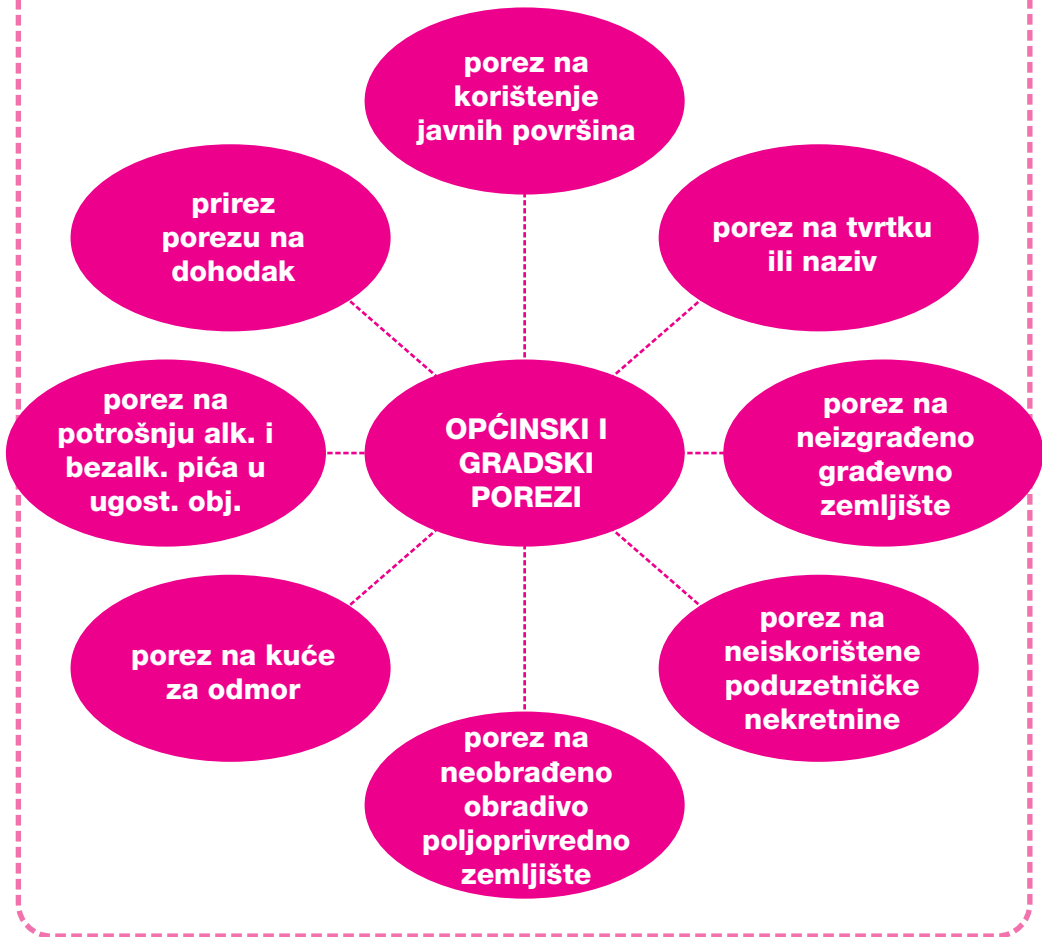 porez na
korištenje
javnih površina
prirez
porezu na
dohodak
porez na tvrtku
ili naziv
porez na
potrošnju alk. i
bezalk. pića u
ugost. obj.
OPĆINSKI I
GRADSKI
POREZI
porez na
neizgrađeno
građevno
zemljište
porez na kuće
za odmor
porez na
neiskorištene
poduzetničke
nekretnine
porez na
neobrađeno
obradivo
poljoprivredno
zemljište